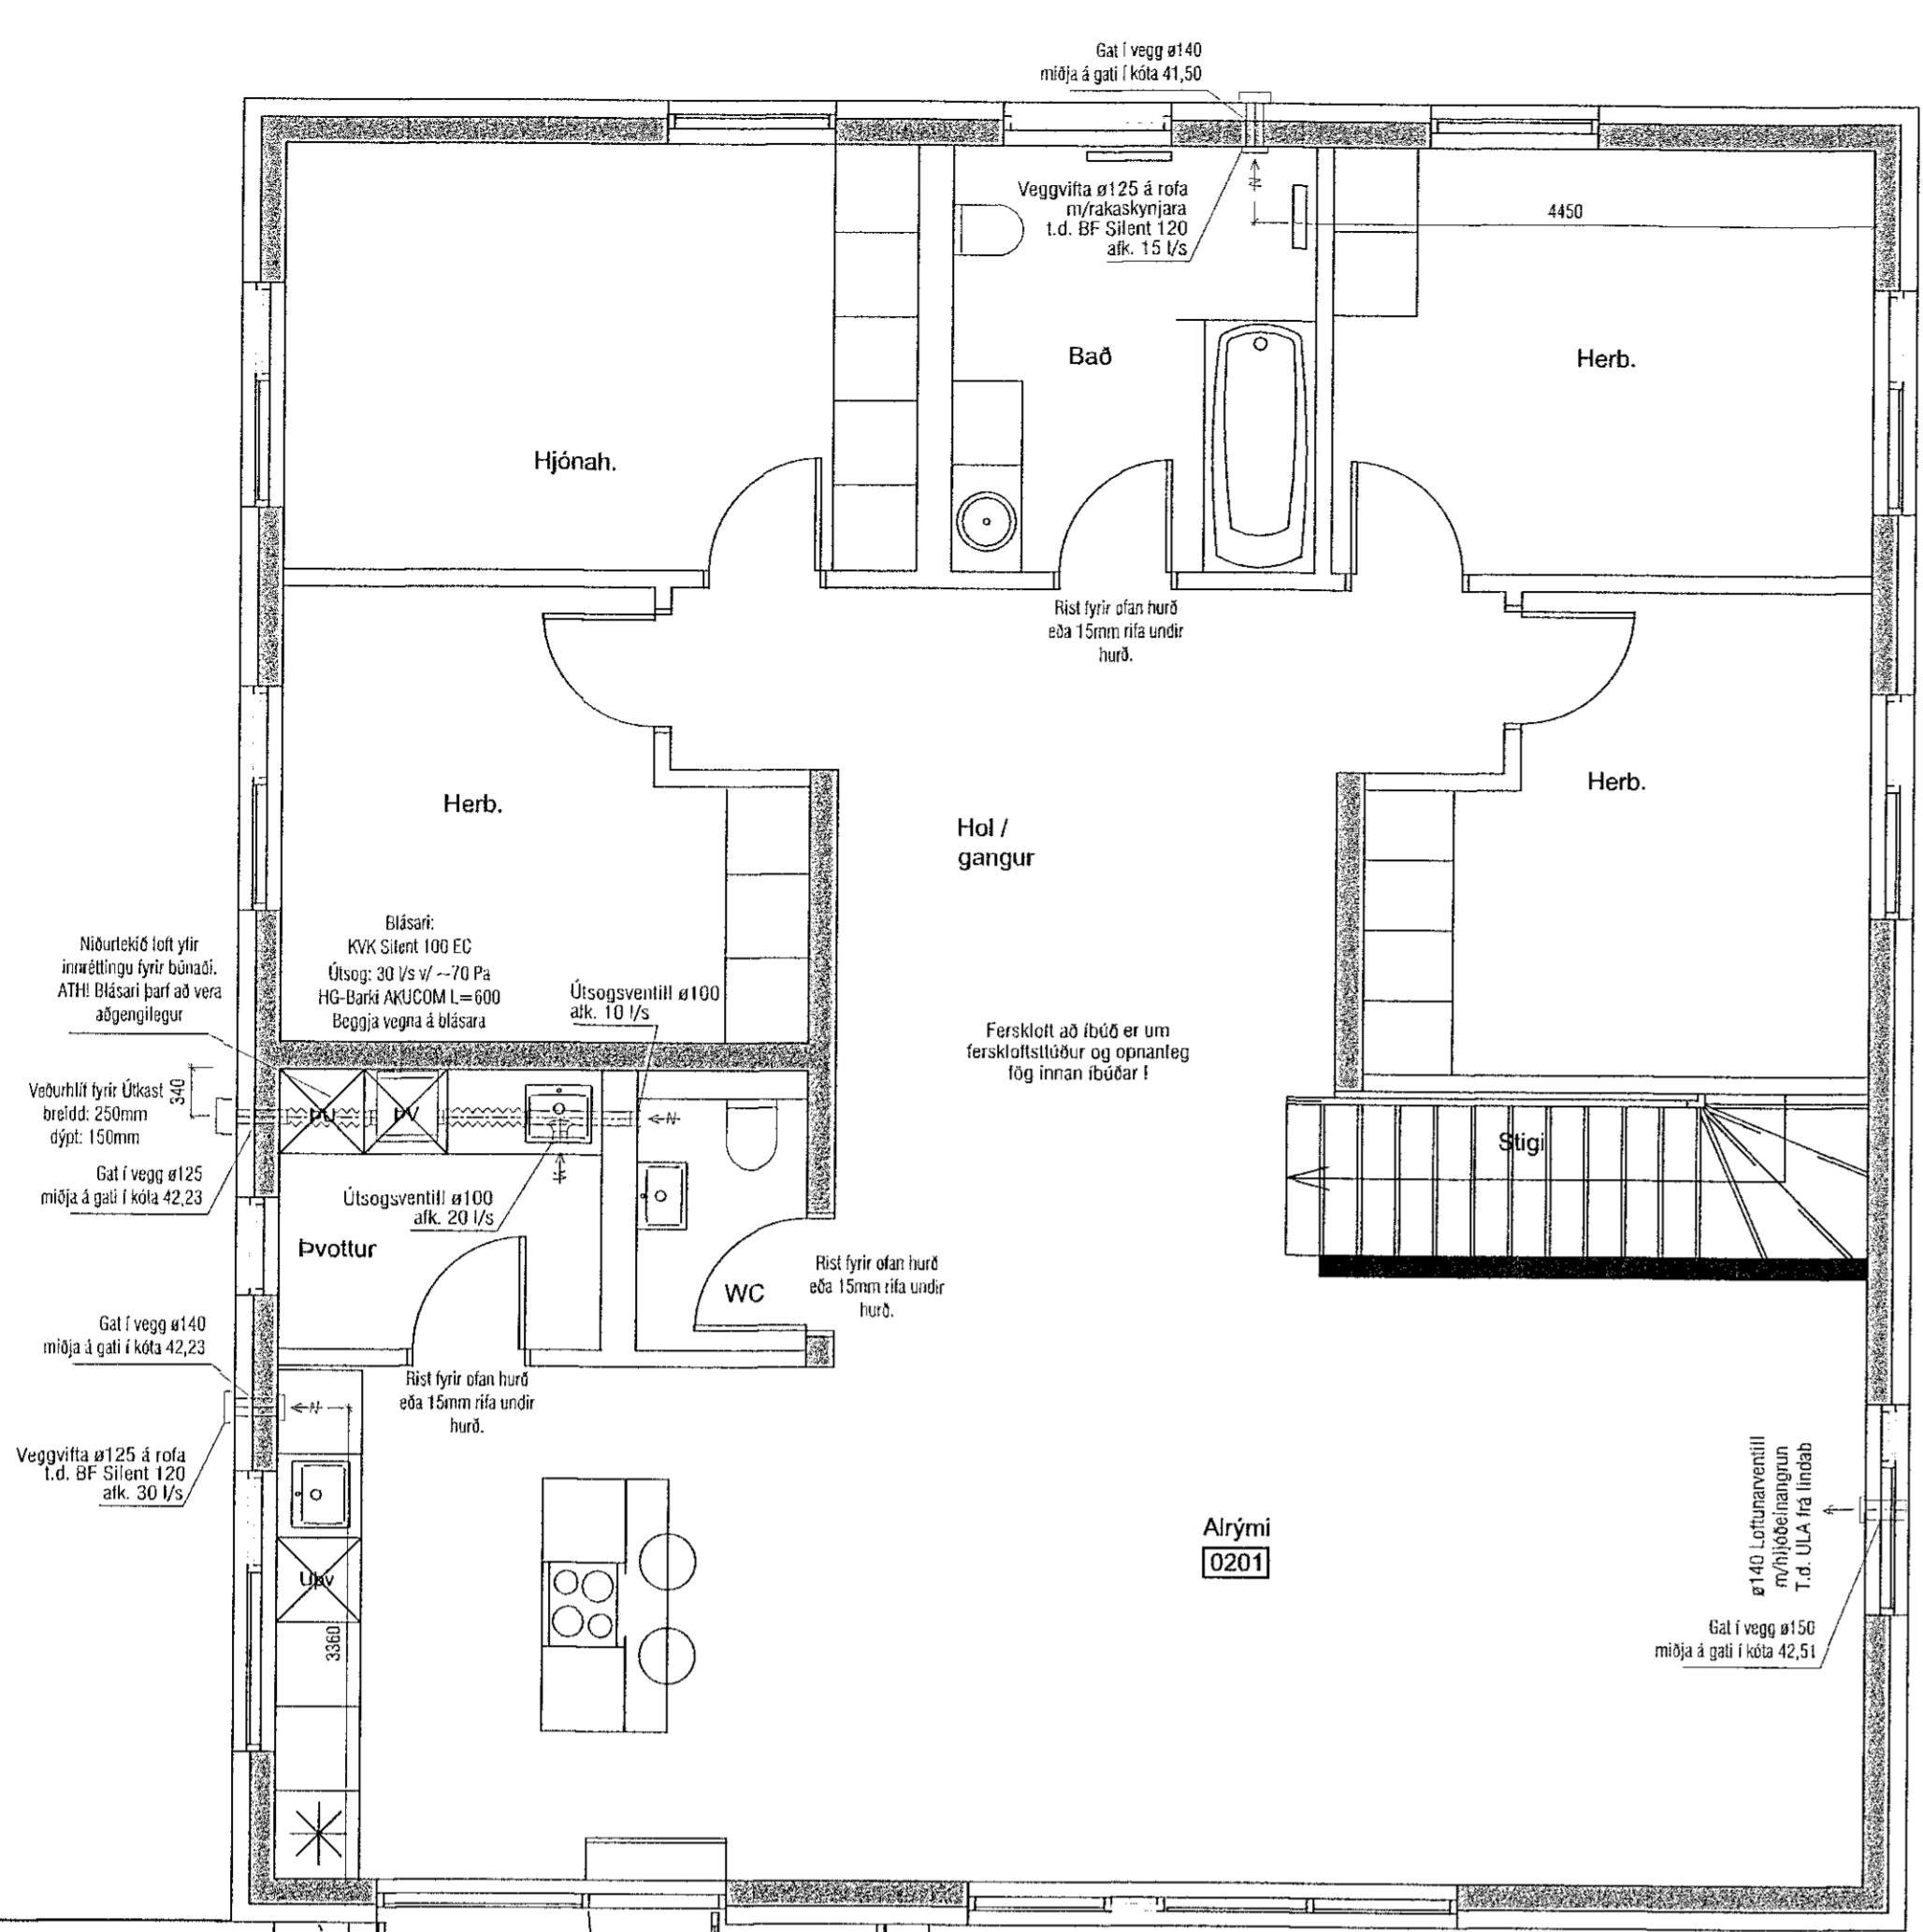 Gat í vegg ø140
miðja á gati í kóta 41,50
Veggvifta ø125 á rofa
m/rakaskynjara
t.d. BF Silent 120
afk. 15 l/s
4450
Bað
Herb.
Hjónah.
Rist fyrir ofan hurð
eða 15mm rifa undir
hurð.
Herb.
Herb.
Hol /
gangur
Blásari:
KVK Silent 100 EC
Útsog: 30 l/s v/ ~70 Pa
HG-Barki AKUCOM L=600
Beggja vegna á blásara
Niðurtekið loft yfir
innréttingu fyrir búnaði.
ATH! Blásari þarf að vera
aðgengilegur
Útsogsventill ø100
afk. 10 l/s
Ferskloft að íbúð er um
ferskloftstúður og opnanleg
fög innan íbúðar !
Veðurhlíf fyrir Útkast
breidd: 250mm
dýpt: 150mm
340
ÞU
ÞV
Gat í vegg ø125
miðja á gati í kóta 42,23
Útsogsventill ø100
afk. 20 l/s
Stigi
Þvottur
WC
Rist fyrir ofan hurð
eða 15mm rifa undir
hurð.
Gat í vegg ø140
miðja á gati í kóta 42,23
Rist fyrir ofan hurð
eða 15mm rifa undir
hurð.
Veggvifta ø125 á rofa
t.d. BF Silent 120
afk. 30 l/s
Uþv
3360
Alrými
0201
ø140 Loftunarventill
m/hljóðeinangrun
T.d. ULA frá lindab
Gat í vegg ø150
miðja á gati í kóta 42,51